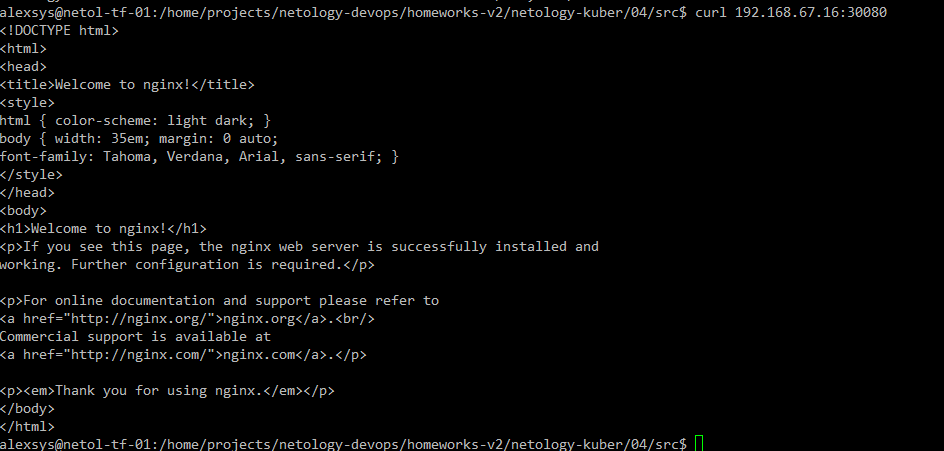 alexsys@netol-tf-01:/home/projects/netology-devops/homeworks-v2/netology-kuber/04/src$ curl 192.168.67.16:30080
<!DOCTYPE html>
<html>
<head>
<title>Welcome to nginx!</title>
<style>
html { color-scheme: light dark; }
body { width: 35em; margin: 0 auto;
font-family: Tahoma, Verdana, Arial, sans-serif; }
</style>
</head>
<body>
<h1>Welcome to nginx!</h1>
<p>If you see this page, the nginx web server is successfully installed and
working. Further configuration is required.</p>

<p>For online documentation and support please refer to
<a href="http://nginx.org/">nginx.org</a>.<br/>
Commercial support is available at
<a href="http://nginx.com/">nginx.com</a>.</p>

<p><em>Thank you for using nginx.</em></p>
</body>
</html>
alexsys@netol-tf-01:/home/projects/netology-devops/homeworks-v2/netology-kuber/04/src$